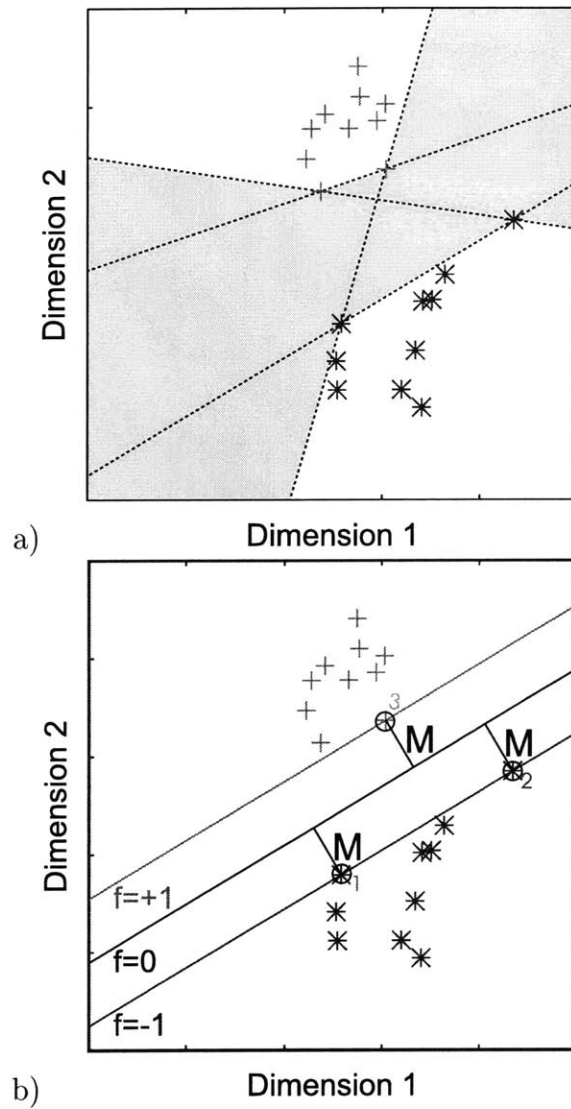 Dimension 2
a)
Dimension 1
Dimension 2
3
M
M
2
M
1
f=+1
f=0
f=-1
b)
Dimension 1